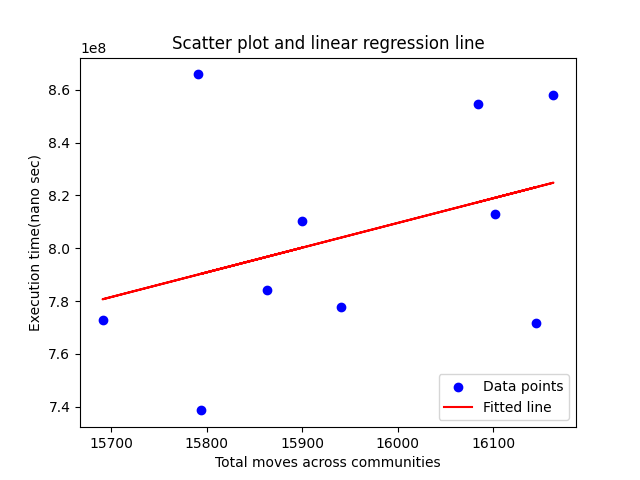 Scatter plot and linear regression line
1e8
8.6
8.4
8.2
8.0
7.8
7.6
7.4
Execution time(nano sec)
Data points
Fitted line
15700 15800 15900 16000 16100
Total moves across communities